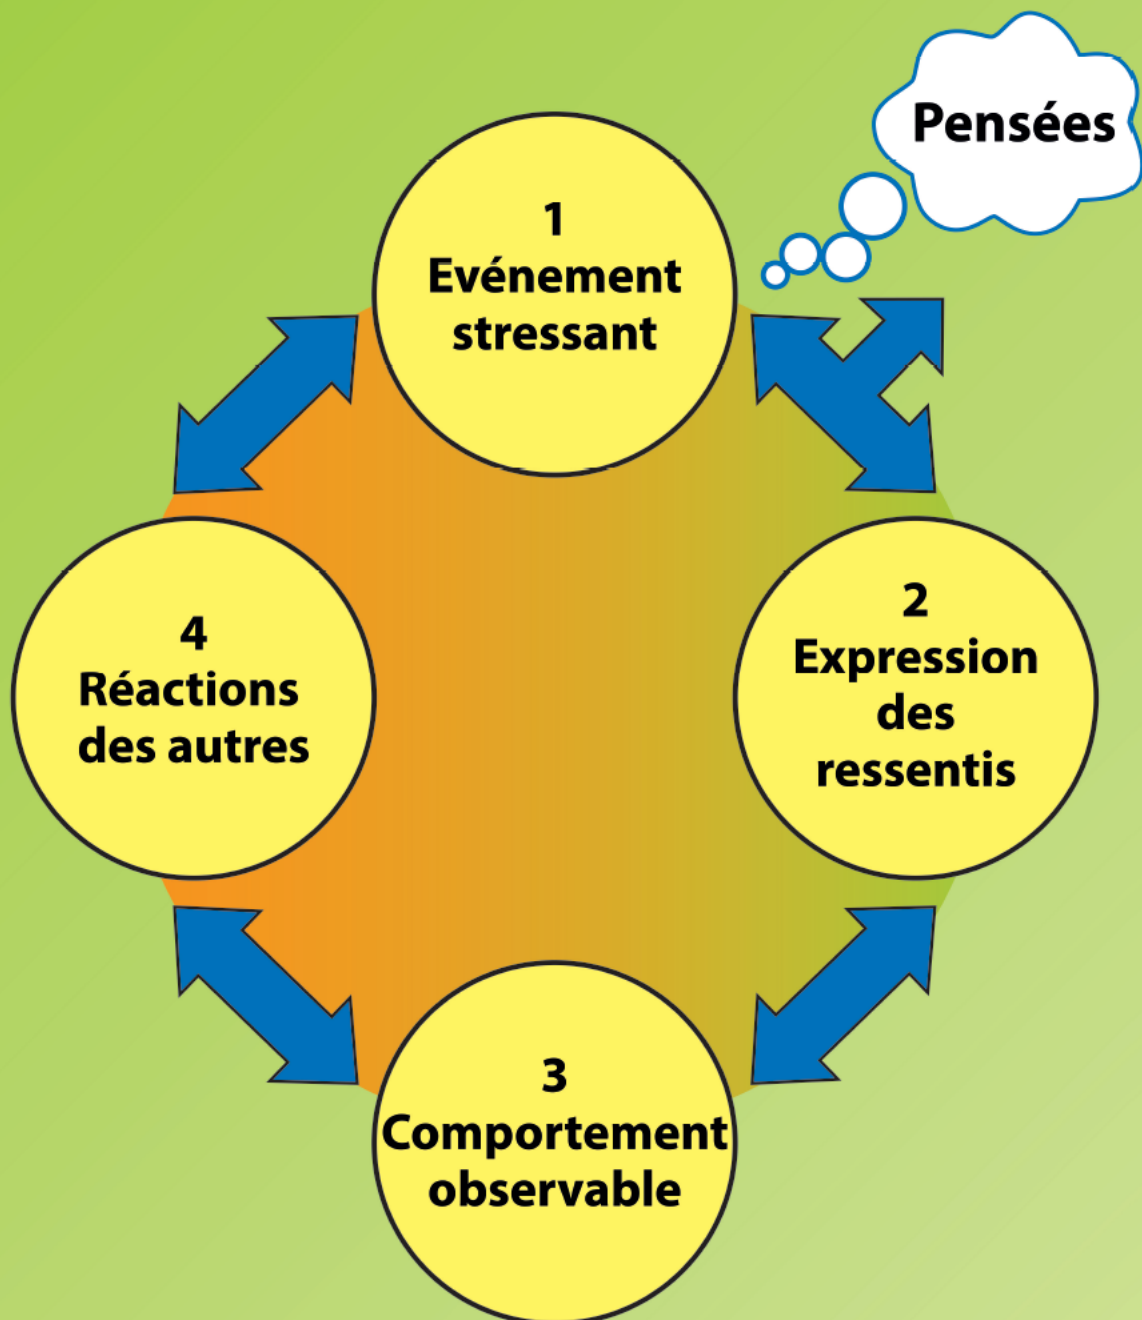 Pensées
1
Evénement
stressant
2
Expression
des
ressentis
3
Comportement
observable
4
Réactions
des autres